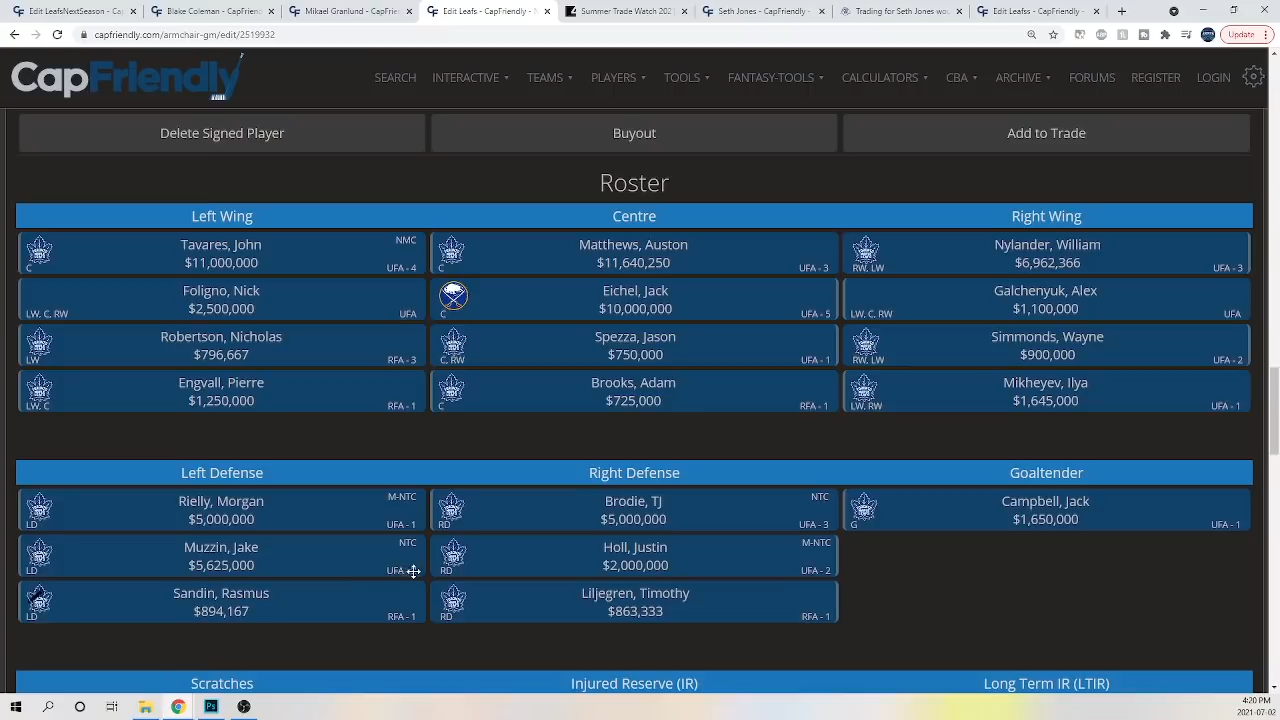 Edit LeafsNextSeason - Cap
Blake Coleman - CapFriendl
Mikael Granlund - CapFrien
Edit Leafs - CapFriendly - N
Summer Trade Watch 202
Seth Jones - CapFriendly -
Trading for Seth Jones wou
Edit Leafss - CapFriendly -
capfriendly.com/armchair-gm/edit/2519932
Update
CapFriendly
SEARCH INTERACTIVE TEAMS PLAYERS TOOLS FANTASY-TOOLS CALCULATORS CBA ARCHIVE FORUMS REGISTER LOGIN
Delete Signed Player Buyout Add to Trade
Roster
Left Wing Centre Right Wing
Tavares, John NMC
$11,000,000
C UFA - 4
Matthews, Auston
$11,640,250
C UFA - 3
Nylander, William
$6,962,366
RW, LW UFA - 3
Foligno, Nick
$2,500,000
LW, C, RW UFA
Eichel, Jack
$10,000,000
C UFA - 5
Galchenyuk, Alex
$1,100,000
LW, C, RW UFA
Robertson, Nicholas
$796,667
LW RFA - 3
Spezza, Jason
$750,000
C, RW UFA - 1
Simmonds, Wayne
$900,000
RW, LW UFA - 2
Engvall, Pierre
$1,250,000
LW, C RFA - 1
Brooks, Adam
$725,000
C RFA - 1
Mikheyev, Ilya
$1,645,000
LW, RW UFA - 1
Left Defense Right Defense Goaltender
Rielly, Morgan M-NTC
$5,000,000
LD UFA - 1
Brodie, TJ NTC
$5,000,000
RD UFA - 3
Campbell, Jack
$1,650,000
G UFA - 1
Muzzin, Jake NTC
$5,625,000
LD UFA
Holl, Justin M-NTC
$2,000,000
RD UFA - 2
Sandin, Rasmus
$894,167
LD RFA - 1
Liljegren, Timothy
$863,333
RD RFA - 1
Scratches Injured Reserve (IR) Long Term IR (LTIR)
4:20 PM
2021-07-02